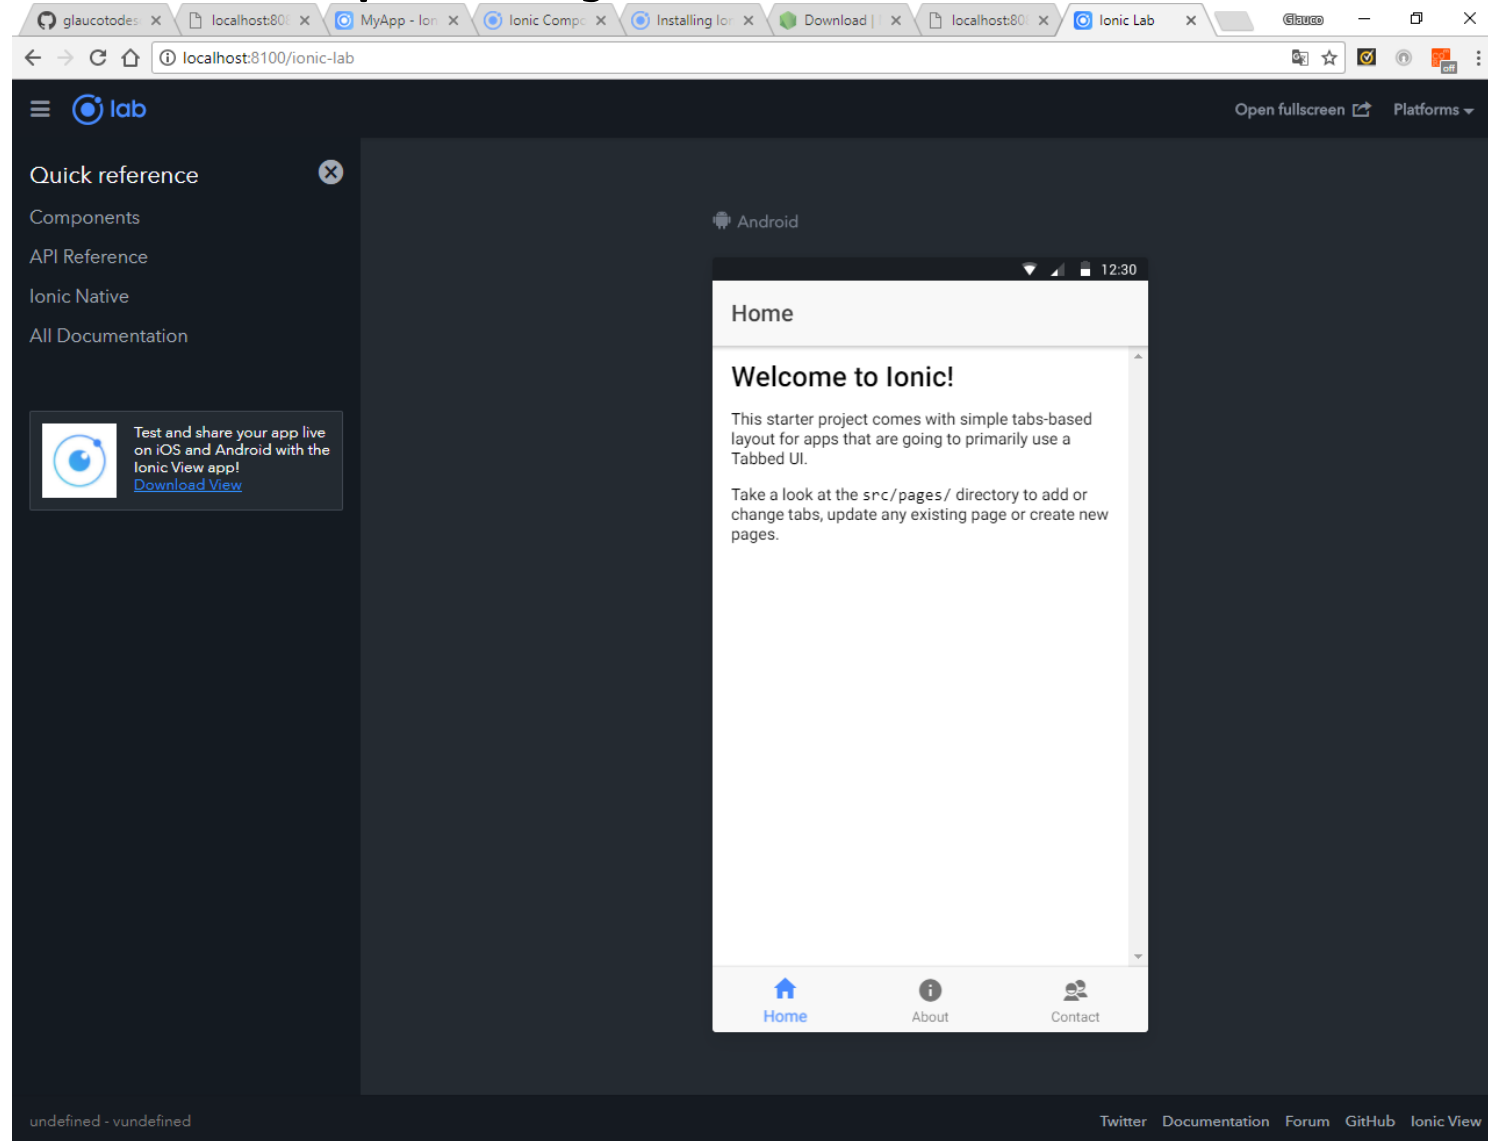 glaucotodes
localhost:808
MyApp - Ion
Ionic Compo
Installing Ion
Download |
localhost:80
Ionic Lab
Glauco
localhost:8100/ionic-lab
off
lab
Open fullscreen
Platforms
Quick reference
Components
API Reference
Ionic Native
All Documentation
Test and share your app live
on iOS and Android with the
Ionic View app!
Download View
Android
12:30
Home
Welcome to Ionic!
This starter project comes with simple tabs-based
layout for apps that are going to primarily use a
Tabbed UI.
Take a look at the src/pages/ directory to add or
change tabs, update any existing page or create new
pages.
Home
About
Contact
undefined - vundefined
Twitter Documentation Forum GitHub Ionic View